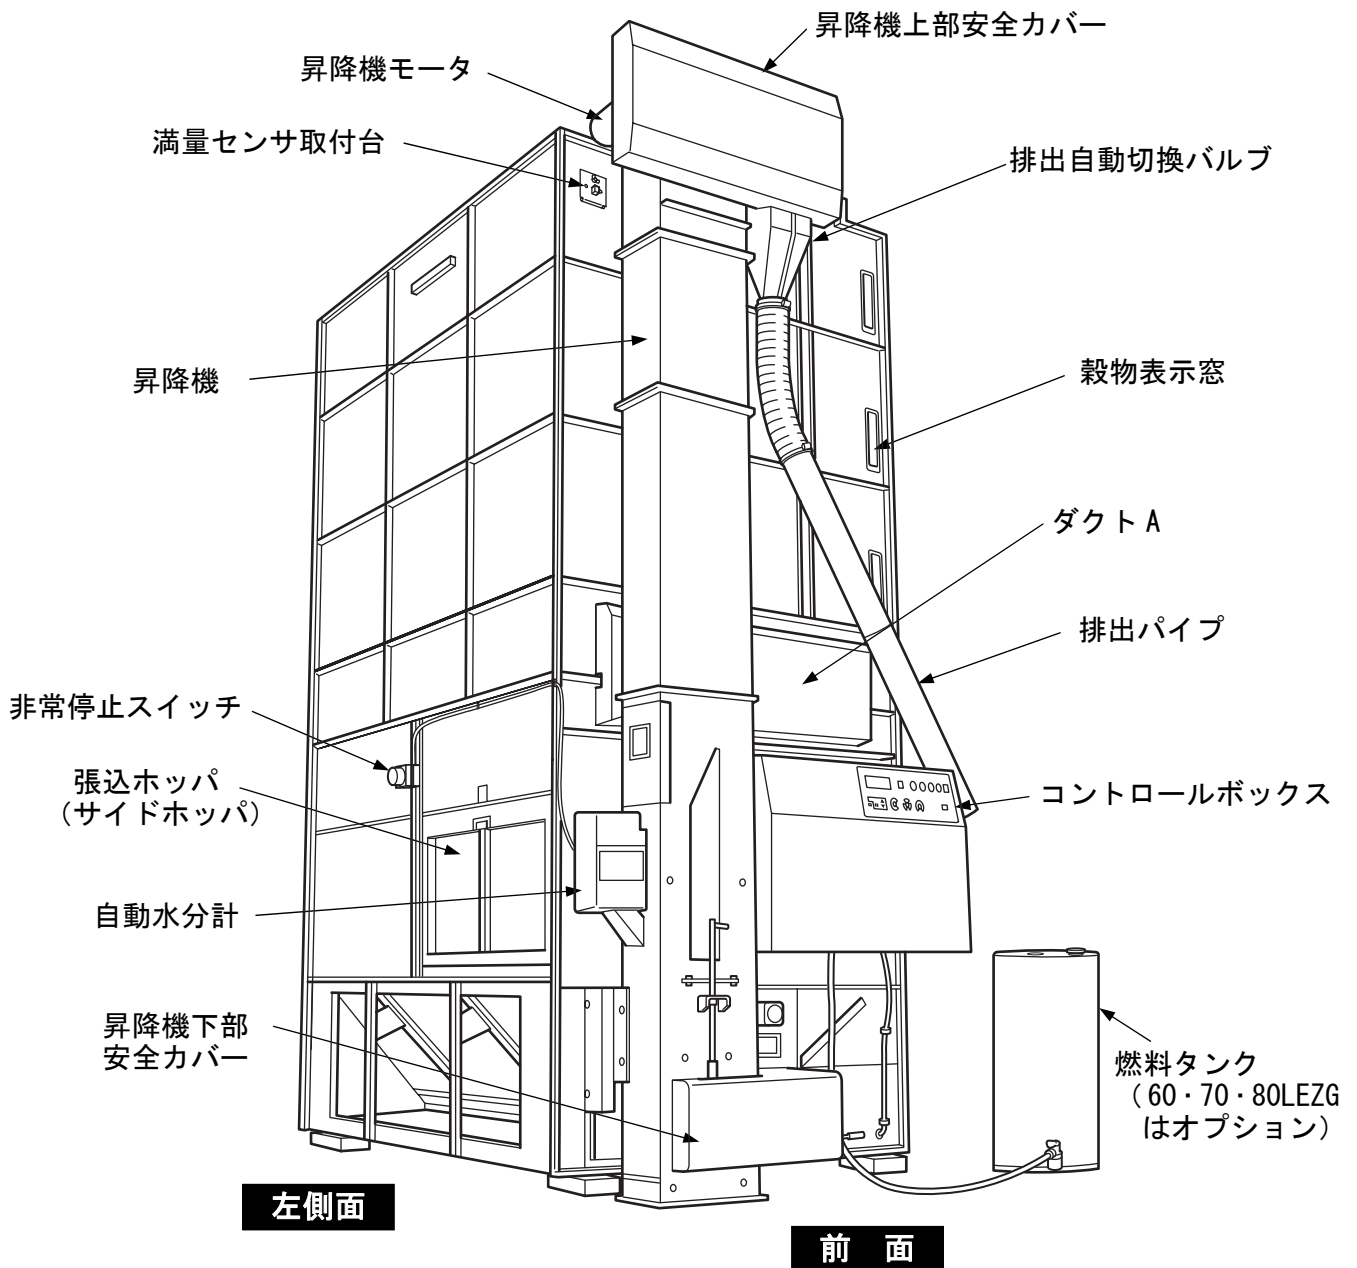 昇降機上部安全カバー
昇降機モータ
満量センサ取付台
排出自動切換バルブ
昇降機
穀物表示窓
ダクトA
排出パイプ
非常停止スイッチ
張込ホッパ
（サイドホッパ）
コントロールボックス
自動水分計
昇降機下部
安全カバー
燃料タンク
（60・70・80LEZG
はオプション）
左側面
前　面